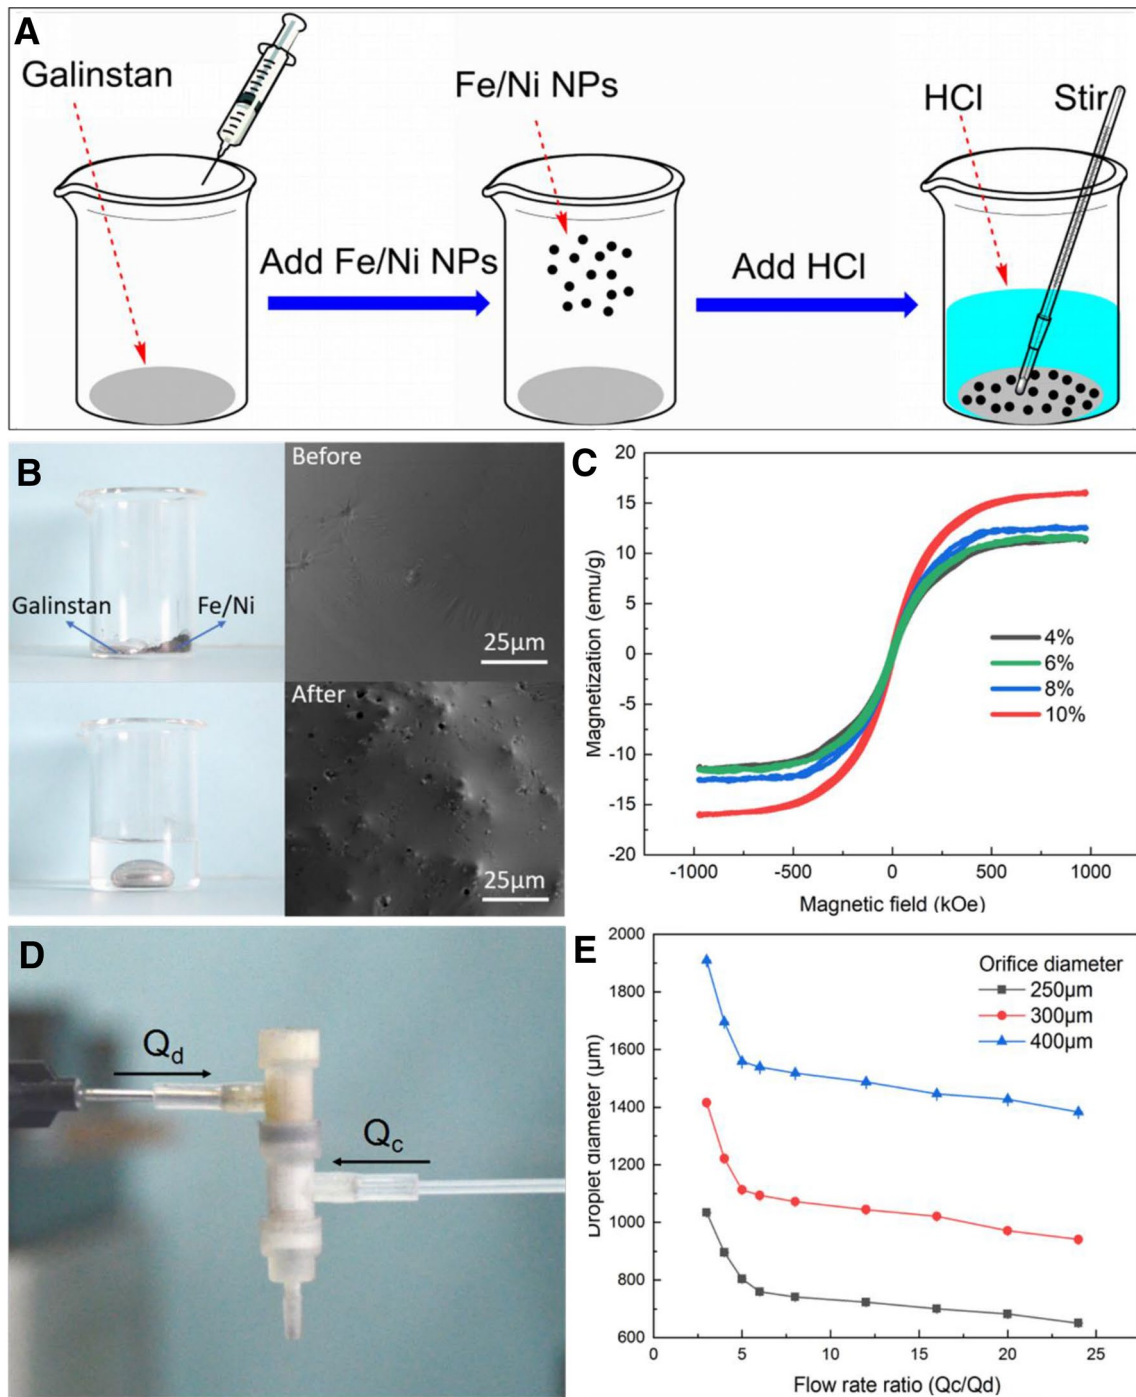 A
Galinstan
Fe/Ni NPs
HCl
Stir
Add Fe/Ni NPs
Add HCl
B
Before
Galinstan
Fe/Ni
25μm
After
25μm
C
20
15
10
5
0
-5
-10
-15
-20
Magnetization (emu/g)
4%
6%
8%
10%
-1000
-500
0
500
1000
Magnetic field (kOe)
D
Qd
Qc
E
2000
1800
1600
1400
1200
1000
800
600
Droplet diameter (μm)
Orifice diameter
250μm
300μm
400μm
0
5
10
15
20
25
Flow rate ratio (Qc/Qd)